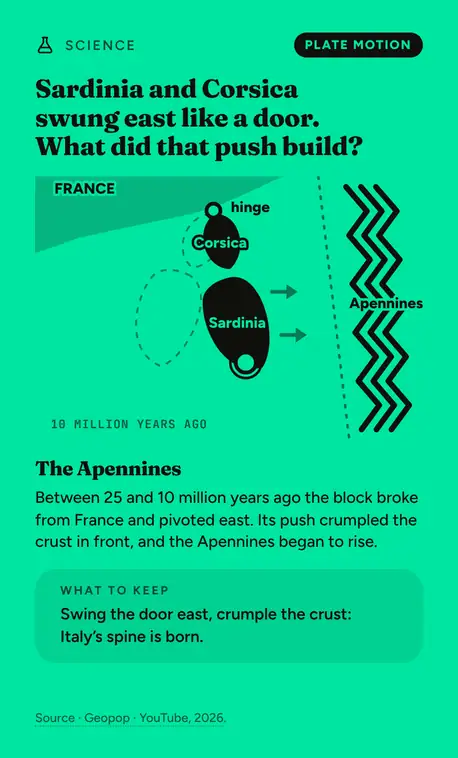 SCIENCE
PLATE MOTION
Sardinia and Corsica
swung east like a door.
What did that push build?
FRANCE
hinge
Corsica
Apennines
Sardinia
10 MILLION YEARS AGO
The Apennines
Between 25 and 10 million years ago the block broke
from France and pivoted east. Its push crumpled the
crust in front, and the Apennines began to rise.
WHAT TO KEEP
Swing the door east, crumple the crust:
Italy’s spine is born.
Source · Geopop · YouTube, 2026.